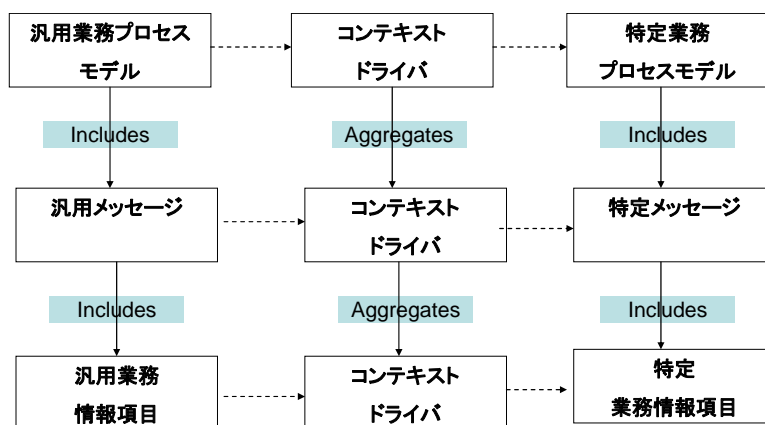 汎用業務プロセス
モデル
コンテキスト
ドライバ
特定業務
プロセスモデル
Includes
Aggregates
Includes
汎用メッセージ
コンテキスト
ドライバ
特定メッセージ
Includes
Aggregates
Includes
汎用業務
情報項目
コンテキスト
ドライバ
特定
業務情報項目